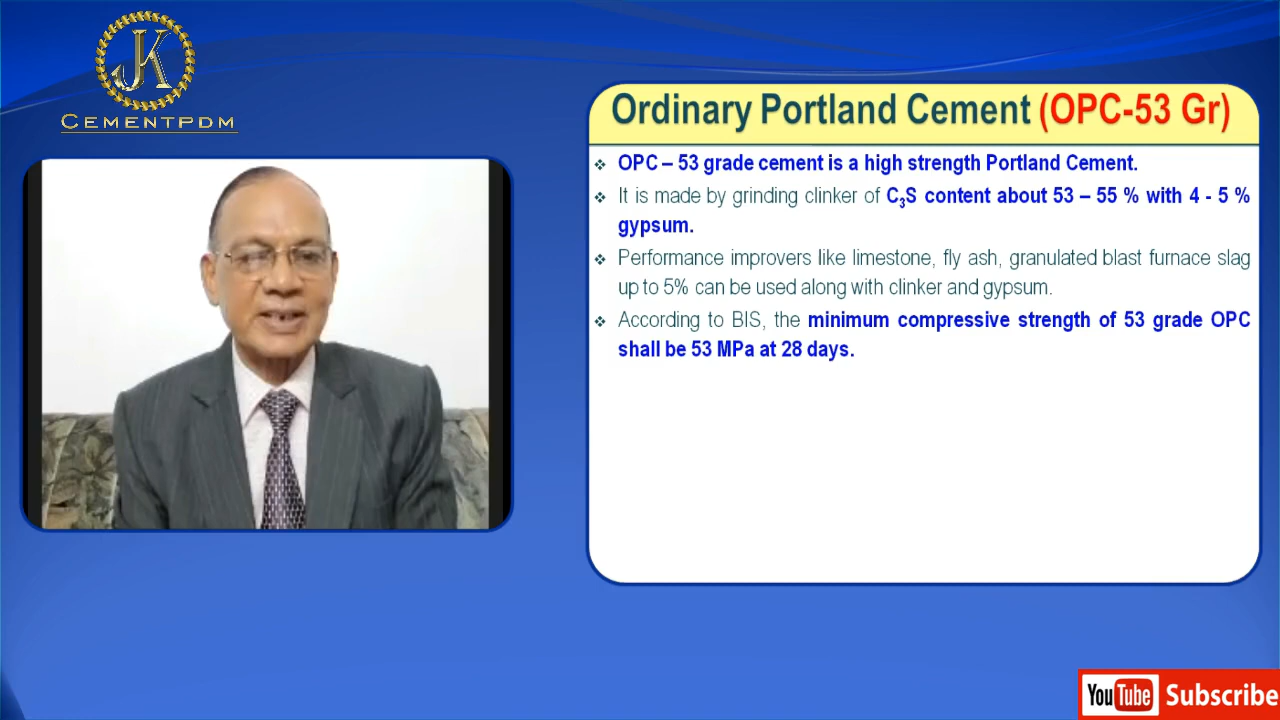 JK
CEMENTPDM
Ordinary Portland Cement (OPC-53 Gr)
❖ OPC – 53 grade cement is a high strength Portland Cement.
❖ It is made by grinding clinker of C₃S content about 53 – 55 % with 4 - 5 %
gypsum.
❖ Performance improvers like limestone, fly ash, granulated blast furnace slag
up to 5% can be used along with clinker and gypsum.
❖ According to BIS, the minimum compressive strength of 53 grade OPC
shall be 53 MPa at 28 days.
YouTube Subscribe